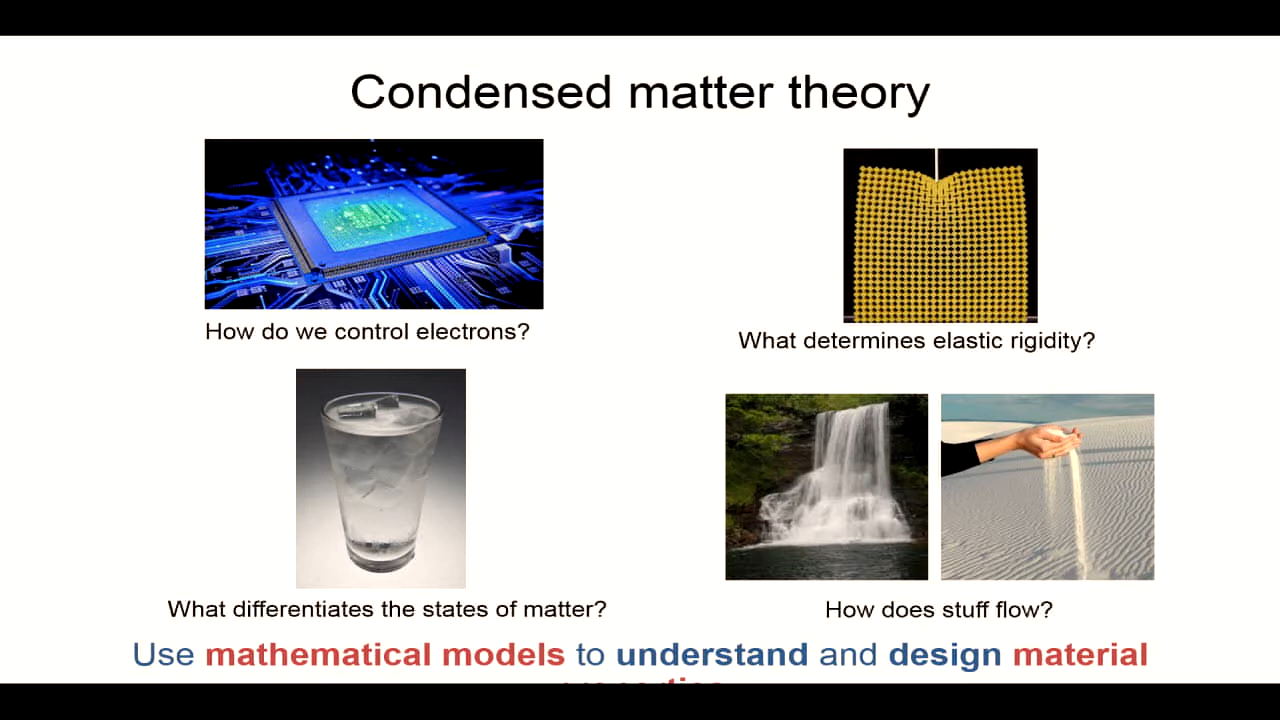 Condensed matter theory
How do we control electrons?
What determines elastic rigidity?
What differentiates the states of matter?
How does stuff flow?
Use mathematical models to understand and design material